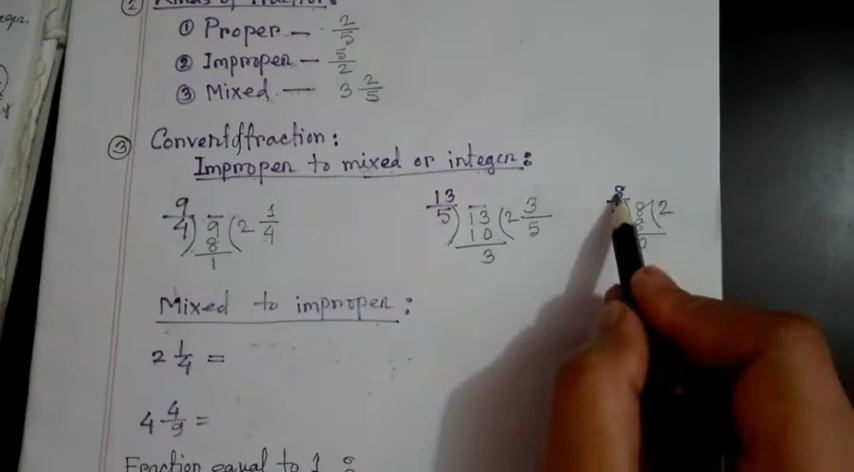 ② Kinds of fraction:
① Proper — 2/5
② Improper — 5/2
③ Mixed — 3 2/5
③ Convert of fraction:
Improper to mixed or integer:
9/4 ) 9 ( 2 1/4
8
1
13/5 ) 13 ( 2 3/5
10
3
8
8 ( 2
Mixed to improper:
2 1/4 =
4 4/9 =
Fraction equal to 1 :